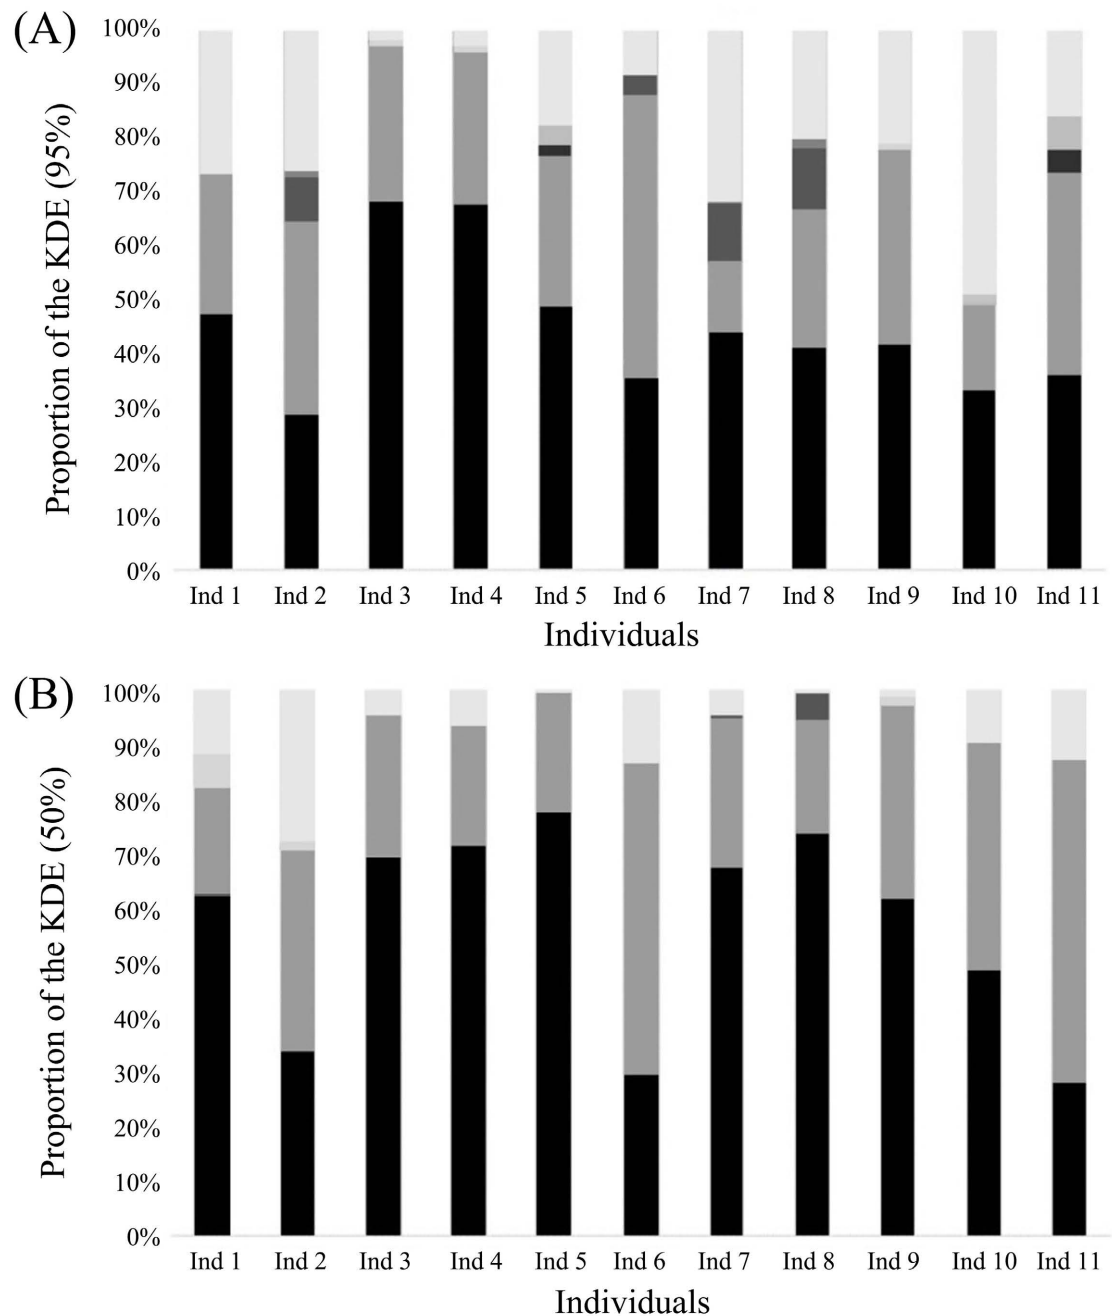 (A)
Proportion of the KDE (95%)
100%
90%
80%
70%
60%
50%
40%
30%
20%
10%
0%
Ind 1 Ind 2 Ind 3 Ind 4 Ind 5 Ind 6 Ind 7 Ind 8 Ind 9 Ind 10 Ind 11
Individuals
(B)
Proportion of the KDE (50%)
100%
90%
80%
70%
60%
50%
40%
30%
20%
10%
0%
Ind 1 Ind 2 Ind 3 Ind 4 Ind 5 Ind 6 Ind 7 Ind 8 Ind 9 Ind 10 Ind 11
Individuals